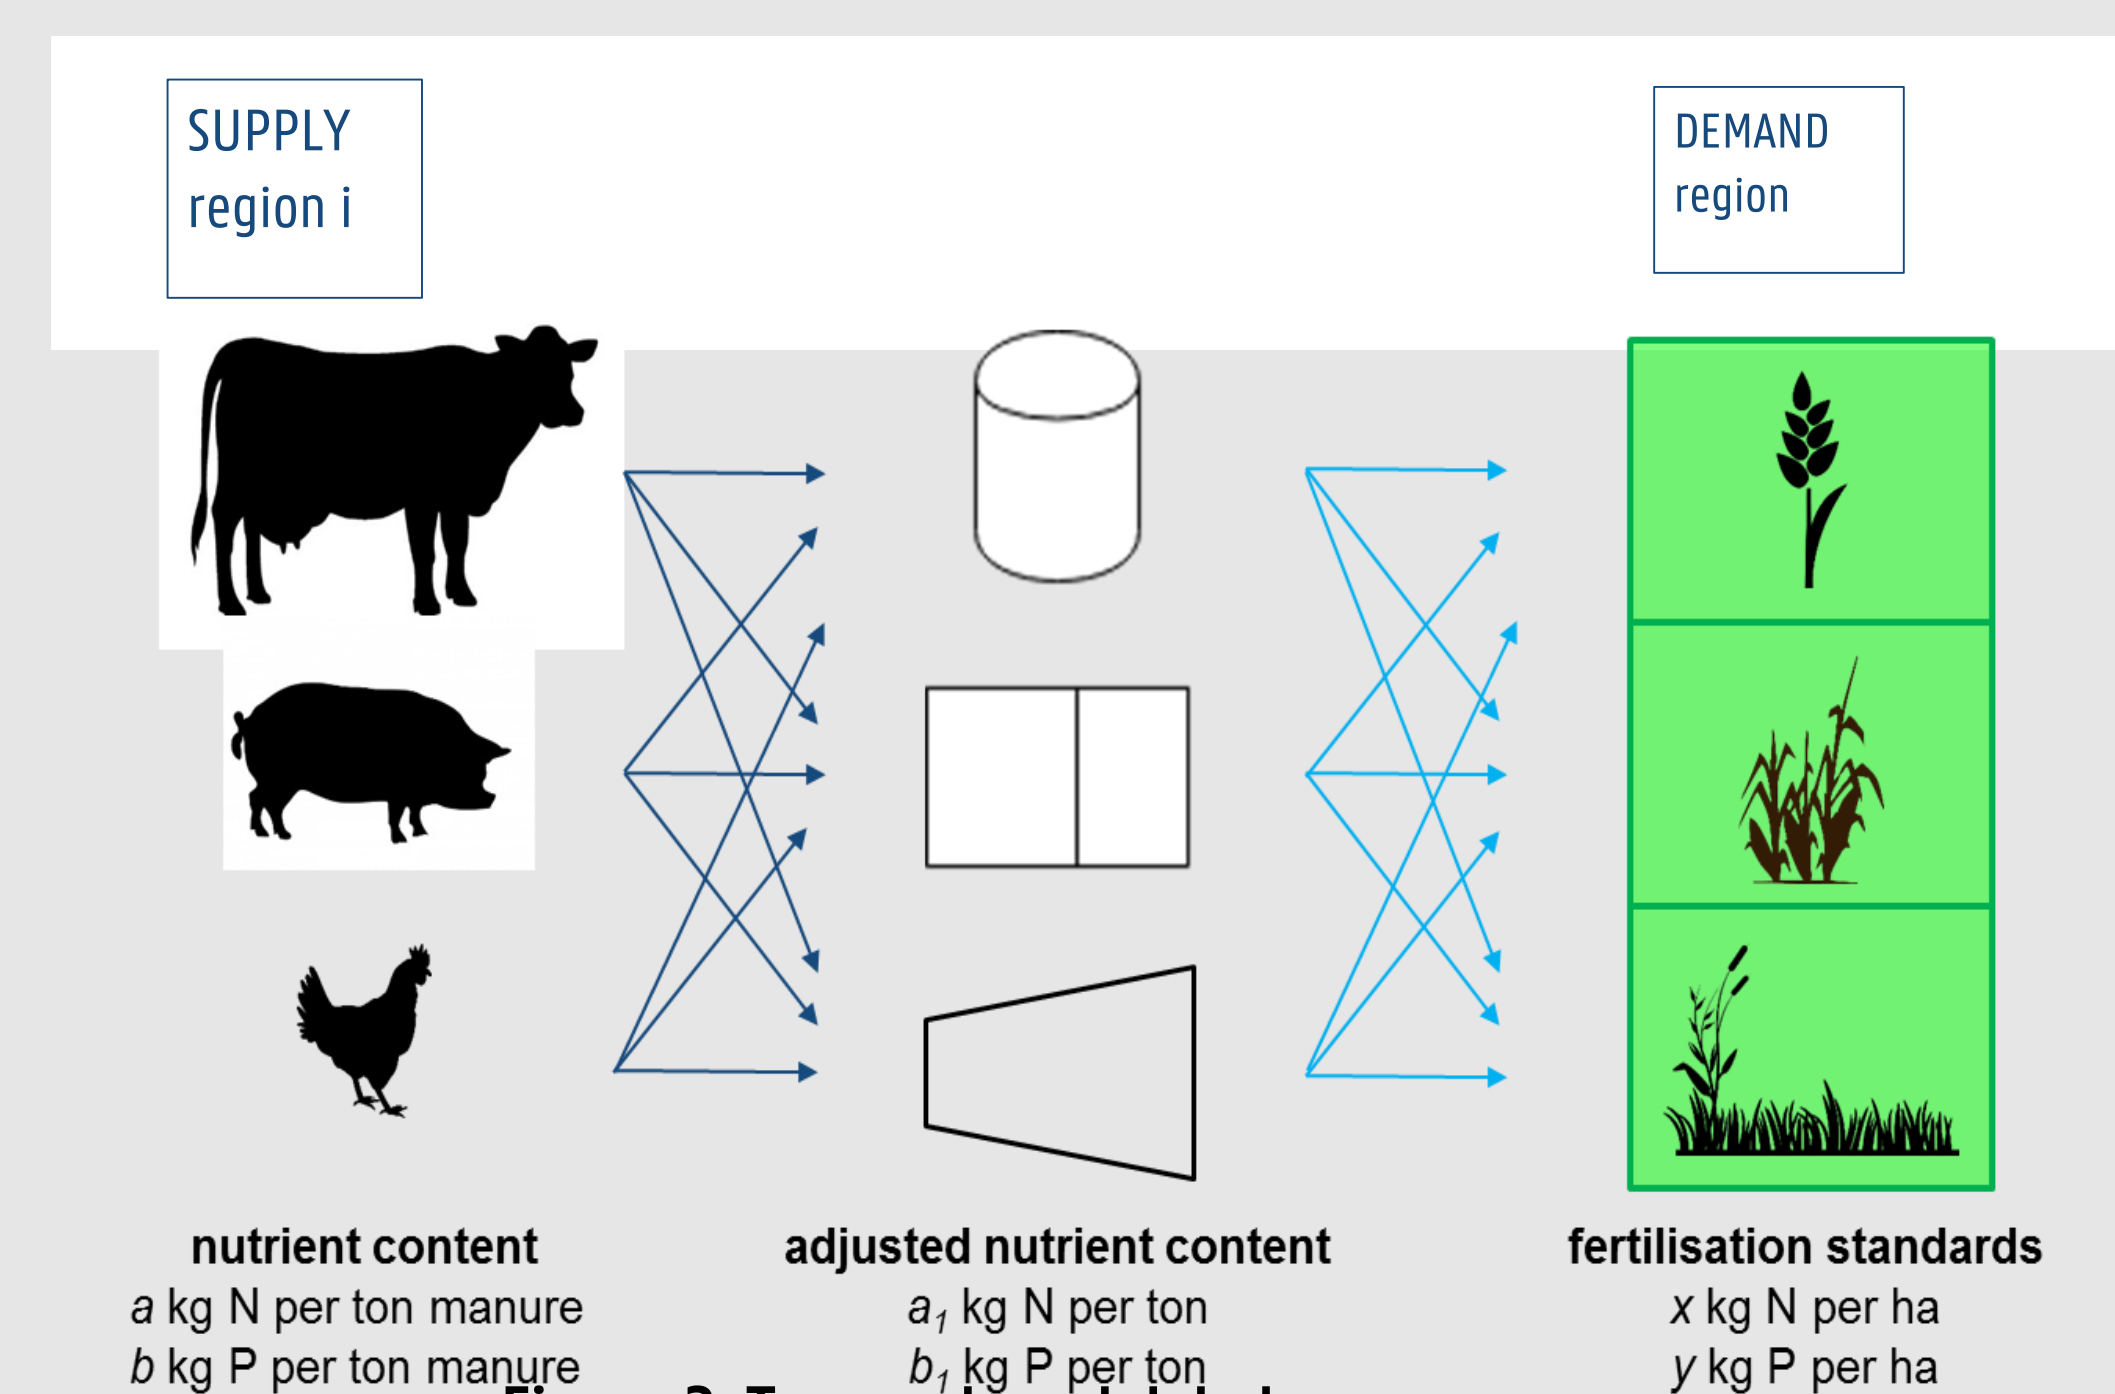 SUPPLY
region i
DEMAND
region
nutrient content
a kg N per ton manure
b kg P per ton manure
adjusted nutrient content
a₁ kg N per ton
b₁ kg P per ton
fertilisation standards
x kg N per ha
y kg P per ha